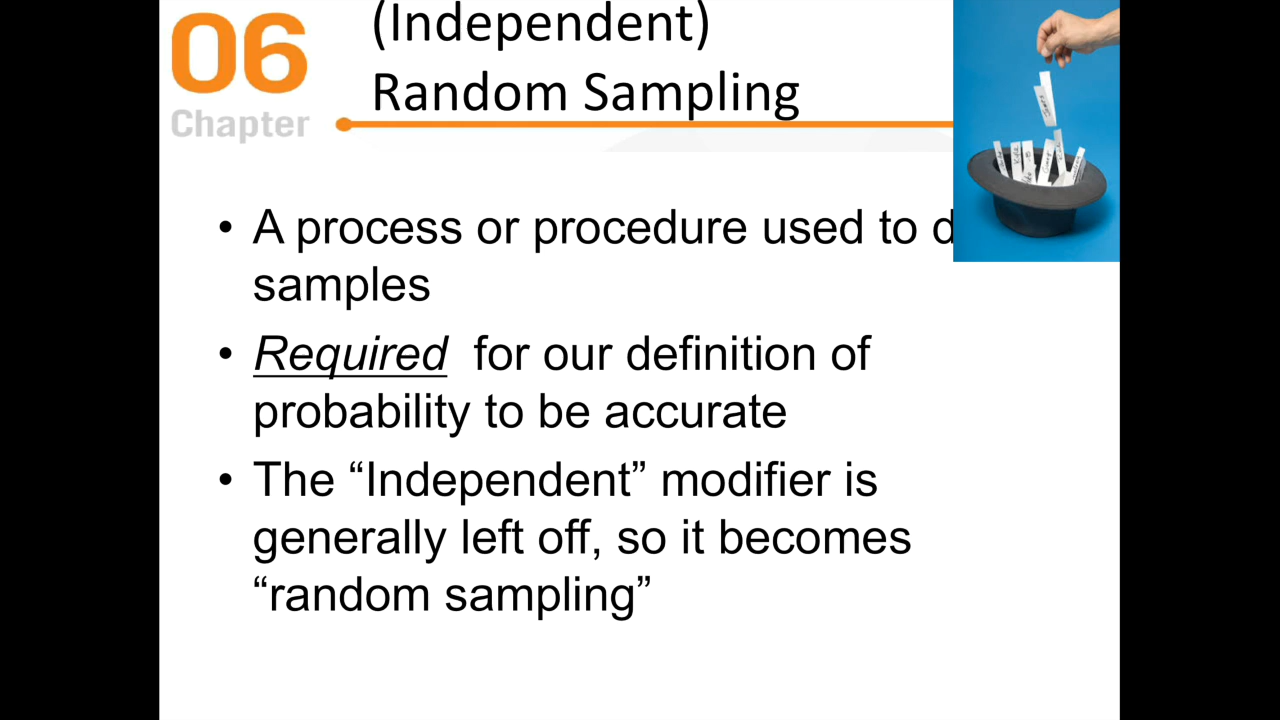 06
Chapter
(Independent)
Random Sampling
• A process or procedure used to
samples
• Required for our definition of
probability to be accurate
• The “Independent” modifier is
generally left off, so it becomes
“random sampling”